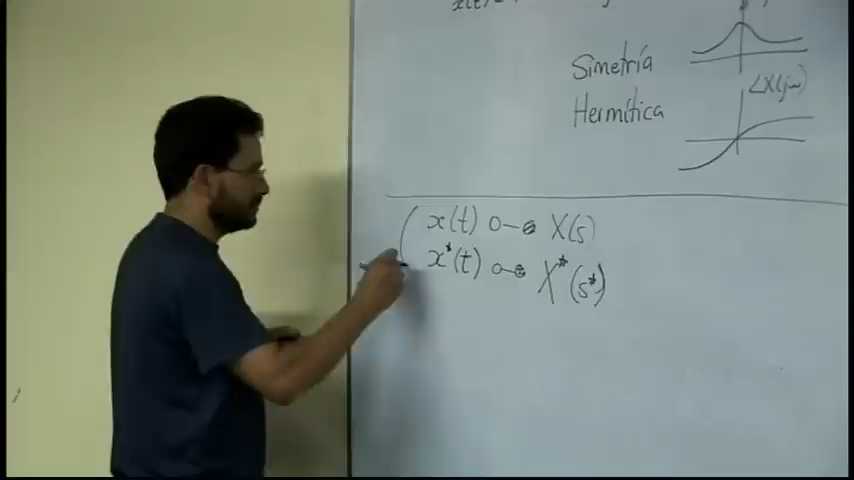 x(t)
Simetría
Hermítica
∠X(jω)
x(t) ○—● X(s)
x*(t) ○—● X*(s*)